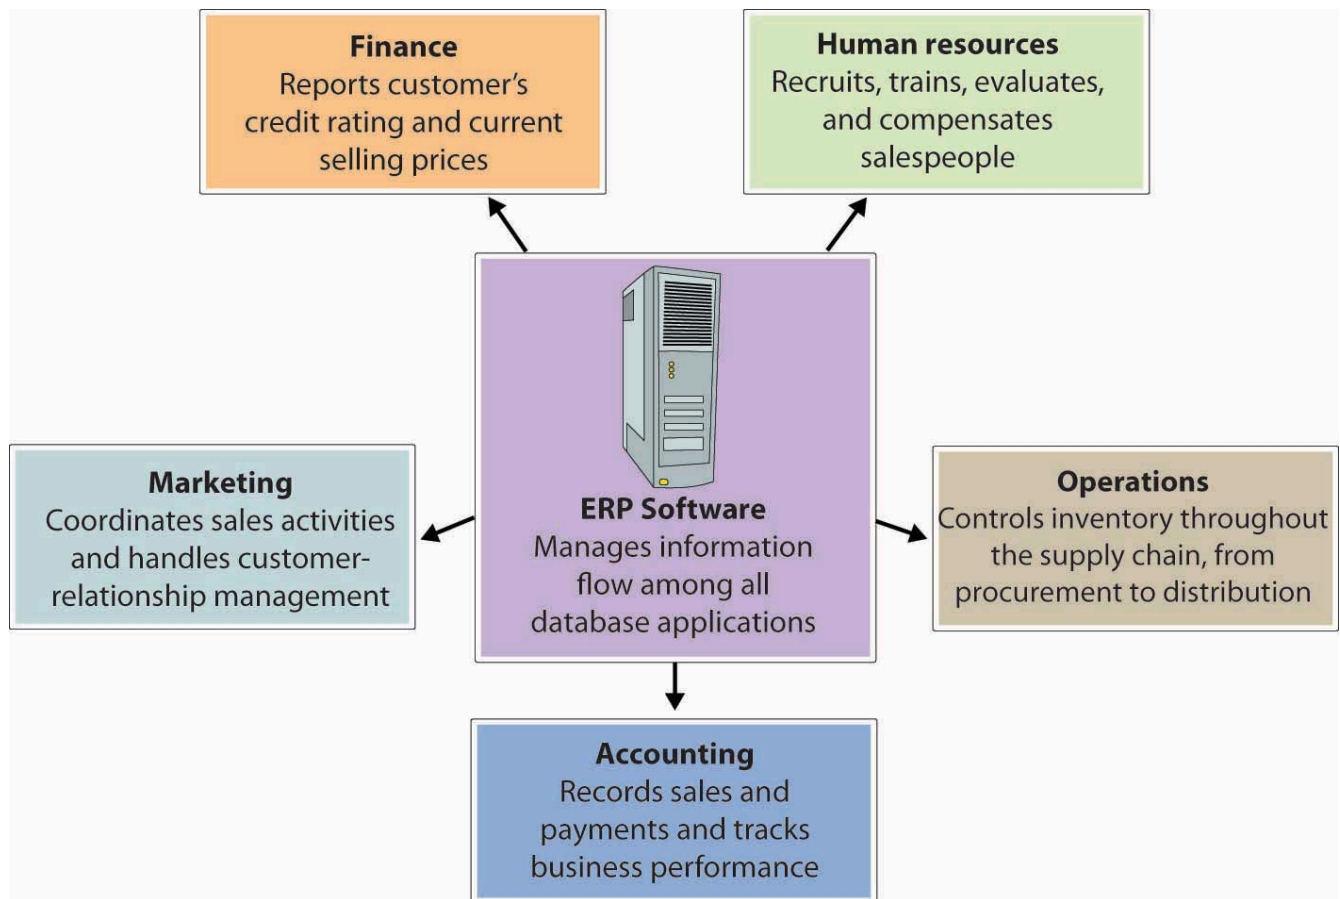 Finance
Reports customer’s
credit rating and current
selling prices
Human resources
Recruits, trains, evaluates,
and compensates
salespeople
Marketing
Coordinates sales activities
and handles customer-
relationship management
ERP Software
Manages information
flow among all
database applications
Operations
Controls inventory throughout
the supply chain, from
procurement to distribution
Accounting
Records sales and
payments and tracks
business performance